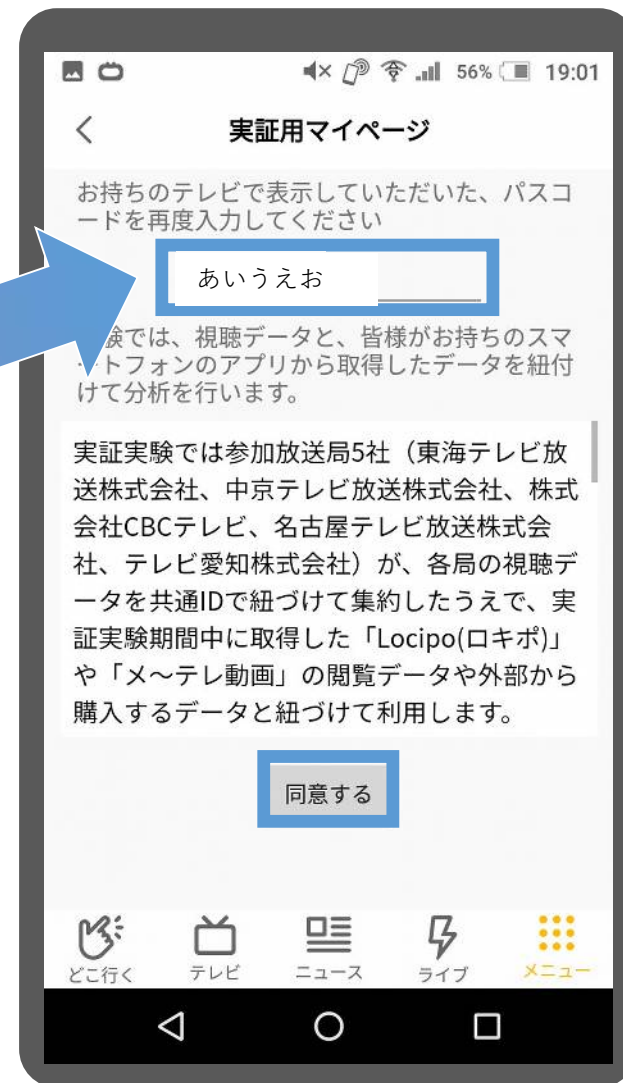 56% 19:01
実証用マイページ
お持ちのテレビで表示していただいた、パスコ
ードを再度入力してください
あいうえお
験では、視聴データと、皆様がお持ちのスマ
ートフォンのアプリから取得したデータを紐付
けて分析を行います。
実証実験では参加放送局5社（東海テレビ放
送株式会社、中京テレビ放送株式会社、株式
会社CBCテレビ、名古屋テレビ放送株式会
社、テレビ愛知株式会社）が、各局の視聴デ
ータを共通IDで紐づけて集約したうえで、実
証実験期間中に取得した「Locipo(ロキポ)」
や「メ～テレ動画」の閲覧データや外部から
購入するデータと紐づけて利用します。
同意する
どこ行く テレビ ニュース ライブ メニュー